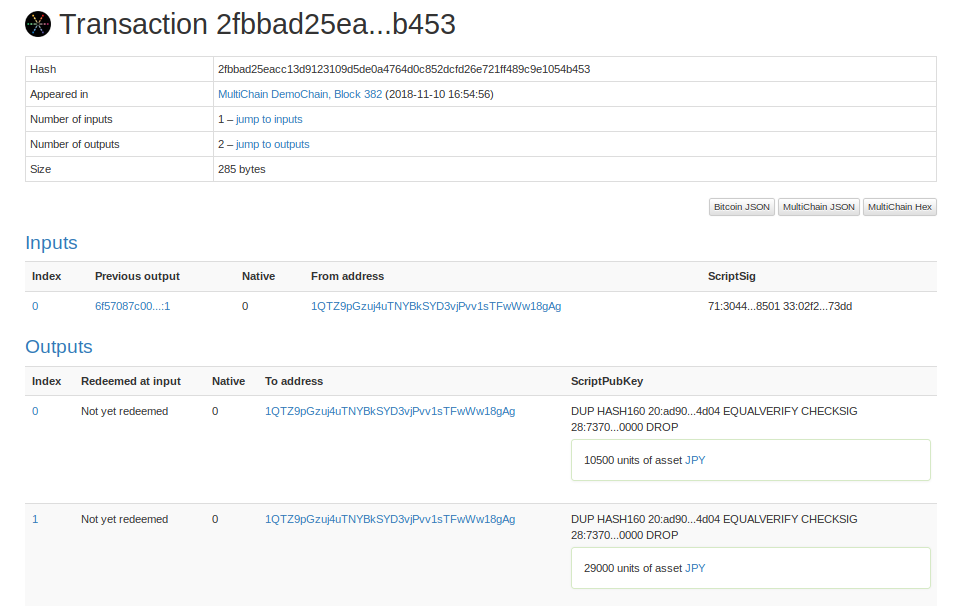 Transaction 2fbbad25ea...b453
Hash 2fbbad25eacc13d9123109d5de0a4764d0c852dcfd26e721ff489c9e1054b453
Appeared in MultiChain DemoChain, Block 382 (2018-11-10 16:54:56)
Number of inputs 1 – jump to inputs
Number of outputs 2 – jump to outputs
Size 285 bytes
Bitcoin JSON MultiChain JSON MultiChain Hex
Inputs
Index Previous output Native From address ScriptSig
0 6f57087c00...:1 0 1QTZ9pGzuj4uTNYBkSYD3vjPvv1sTFwWw18gAg 71:3044...8501 33:02f2...73dd
Outputs
Index Redeemed at input Native To address ScriptPubKey
0 Not yet redeemed 0 1QTZ9pGzuj4uTNYBkSYD3vjPvv1sTFwWw18gAg DUP HASH160 20:ad90...4d04 EQUALVERIFY CHECKSIG
28:7370...0000 DROP
10500 units of asset JPY
1 Not yet redeemed 0 1QTZ9pGzuj4uTNYBkSYD3vjPvv1sTFwWw18gAg DUP HASH160 20:ad90...4d04 EQUALVERIFY CHECKSIG
28:7370...0000 DROP
29000 units of asset JPY